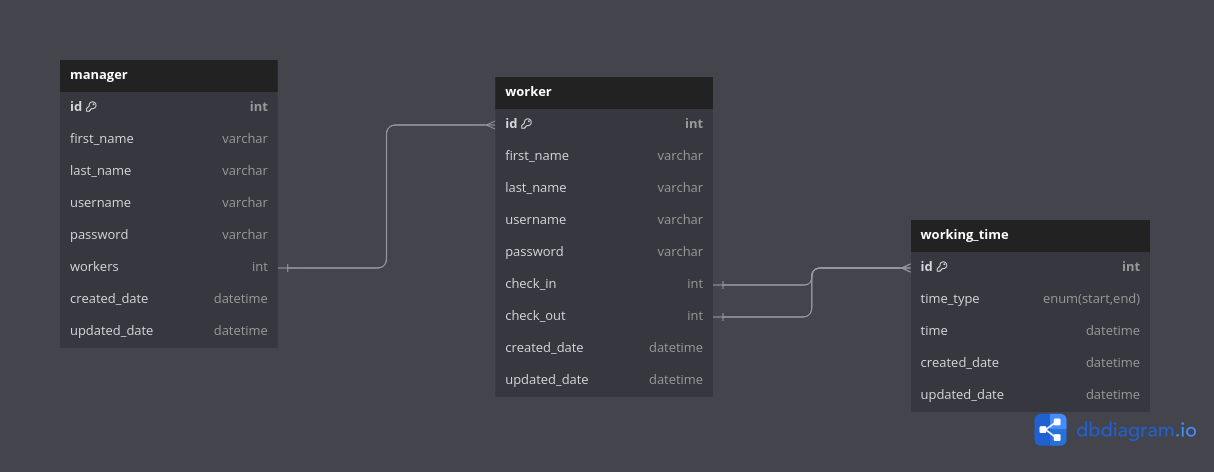 manager
id int
first_name varchar
last_name varchar
username varchar
password varchar
workers int
created_date datetime
updated_date datetime
worker
id int
first_name varchar
last_name varchar
username varchar
password varchar
check_in int
check_out int
created_date datetime
updated_date datetime
working_time
id int
time_type enum(start,end)
time datetime
created_date datetime
updated_date datetime
dbdiagram.io